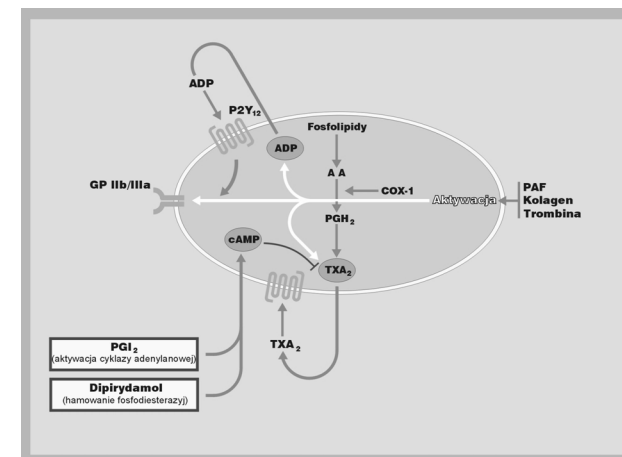 ADP
P2Y12
Fosfolipidy
ADP
A A
GP IIb/IIIa
COX-1
Aktywacja
PAF
Kolagen
Trombina
PGH2
cAMP
TXA2
TXA2
PGI2
(aktywacja cyklazy adenylanowej)
Dipirydamol
(hamowanie fosfodiesterazyj)